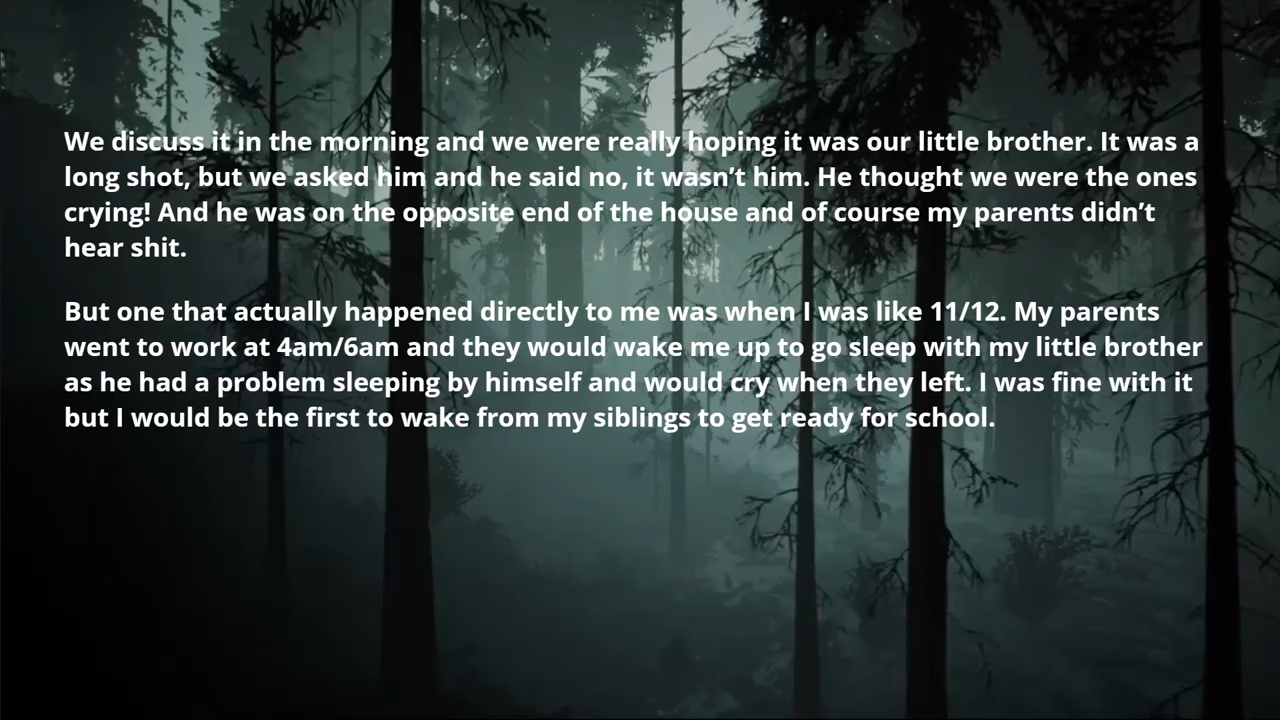 We discuss it in the morning and we were really hoping it was our little brother. It was a
long shot, but we asked him and he said no, it wasn’t him. He thought we were the ones
crying! And he was on the opposite end of the house and of course my parents didn’t
hear shit.
But one that actually happened directly to me was when I was like 11/12. My parents
went to work at 4am/6am and they would wake me up to go sleep with my little brother
as he had a problem sleeping by himself and would cry when they left. I was fine with it
but I would be the first to wake from my siblings to get ready for school.